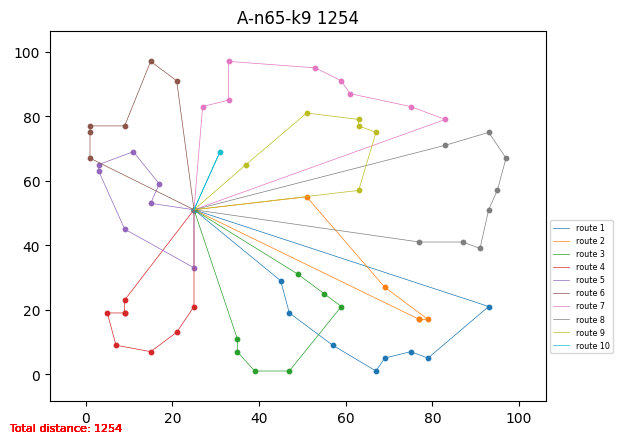 A-n65-k9 1254
100
80
60
40
20
0
0 20 40 60 80 100
route 1
route 2
route 3
route 4
route 5
route 6
route 7
route 8
route 9
route 10
Total distance: 1254